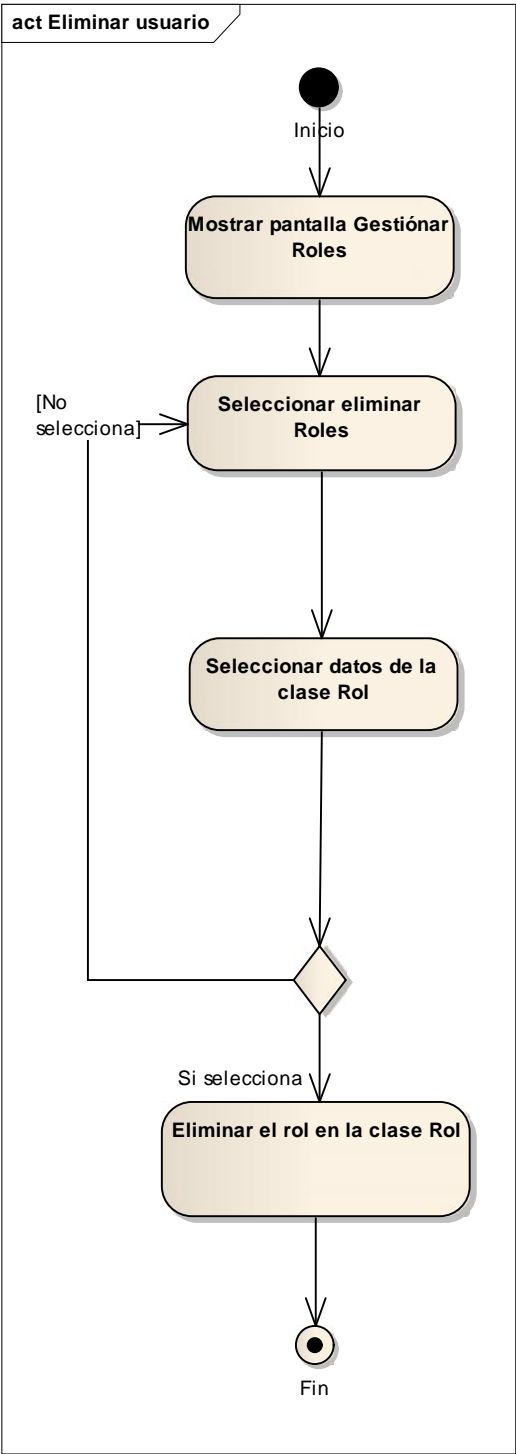 act Eliminar usuario
Inicio
Mostrar pantalla Gestiónar
Roles
[No
selecciona]
Seleccionar eliminar
Roles
Seleccionar datos de la
clase Rol
Si selecciona
Eliminar el rol en la clase Rol
Fin